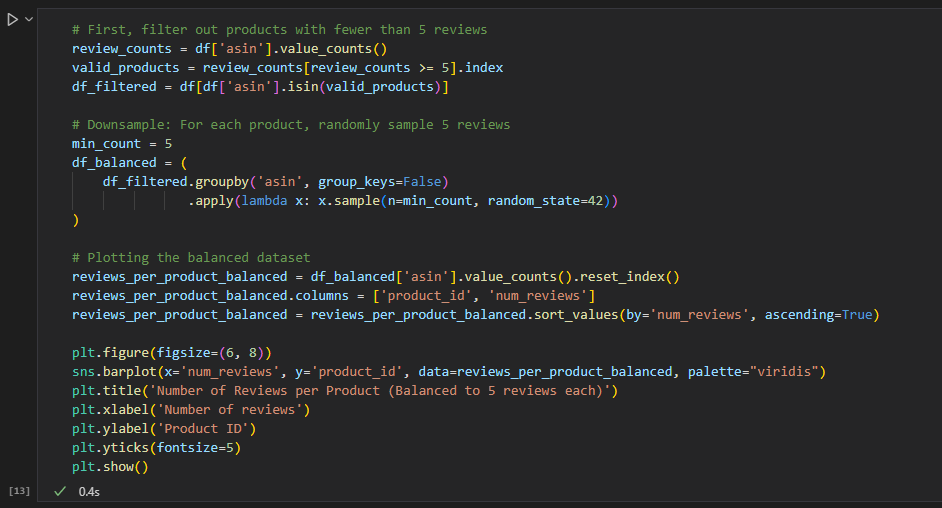 # First, filter out products with fewer than 5 reviews
review_counts = df['asin'].value_counts()
valid_products = review_counts[review_counts >= 5].index
df_filtered = df[df['asin'].isin(valid_products)]

# Downsample: For each product, randomly sample 5 reviews
min_count = 5
df_balanced = (
    df_filtered.groupby('asin', group_keys=False)
               .apply(lambda x: x.sample(n=min_count, random_state=42))
)

# Plotting the balanced dataset
reviews_per_product_balanced = df_balanced['asin'].value_counts().reset_index()
reviews_per_product_balanced.columns = ['product_id', 'num_reviews']
reviews_per_product_balanced = reviews_per_product_balanced.sort_values(by='num_reviews', ascending=True)

plt.figure(figsize=(6, 8))
sns.barplot(x='num_reviews', y='product_id', data=reviews_per_product_balanced, palette="viridis")
plt.title('Number of Reviews per Product (Balanced to 5 reviews each)')
plt.xlabel('Number of reviews')
plt.ylabel('Product ID')
plt.yticks(fontsize=5)
plt.show()
[13] ✓ 0.4s